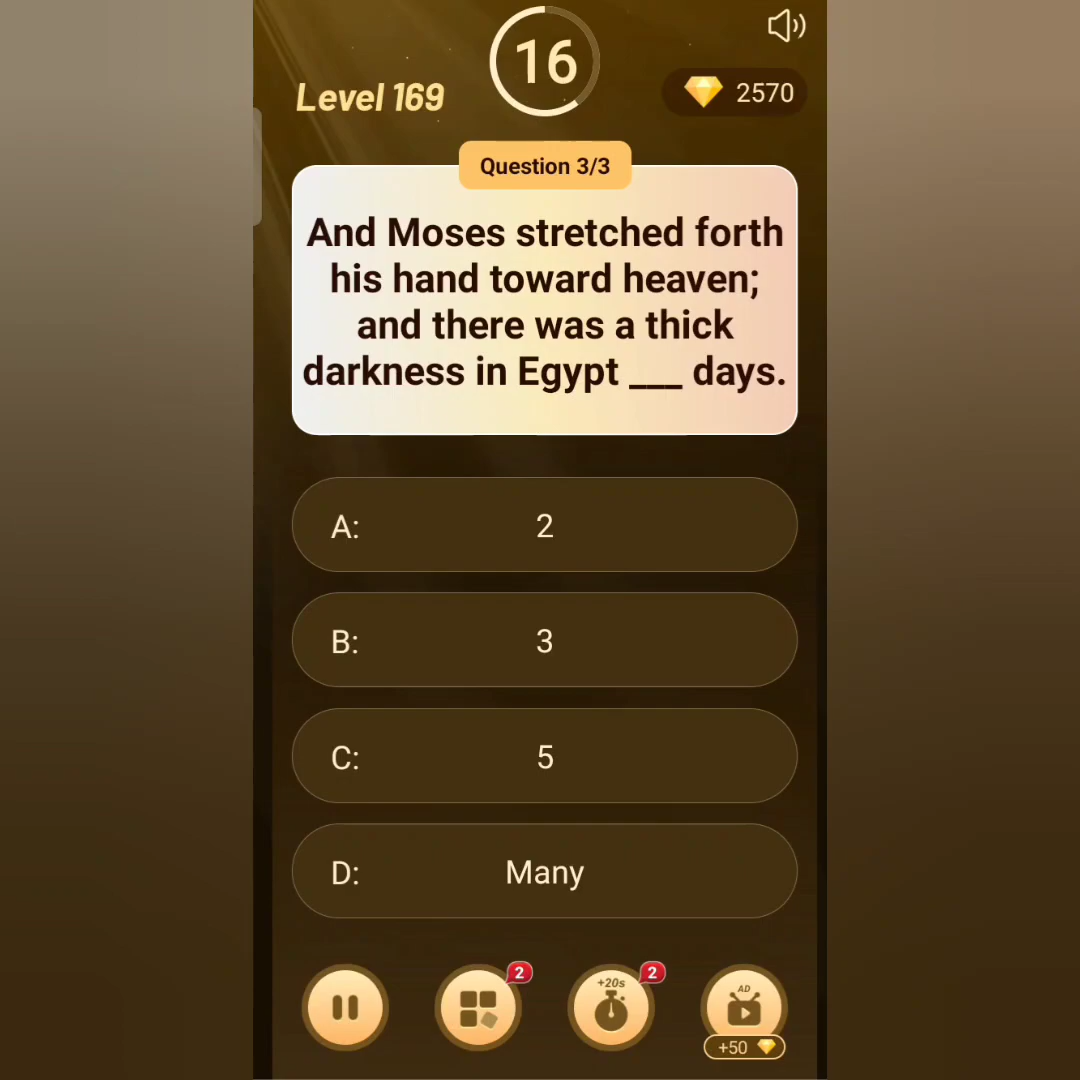 16
Level 169
2570
Question 3/3
And Moses stretched forth
his hand toward heaven;
and there was a thick
darkness in Egypt ___ days.
A: 2
B: 3
C: 5
D: Many
2
+20s
2
AD
+50